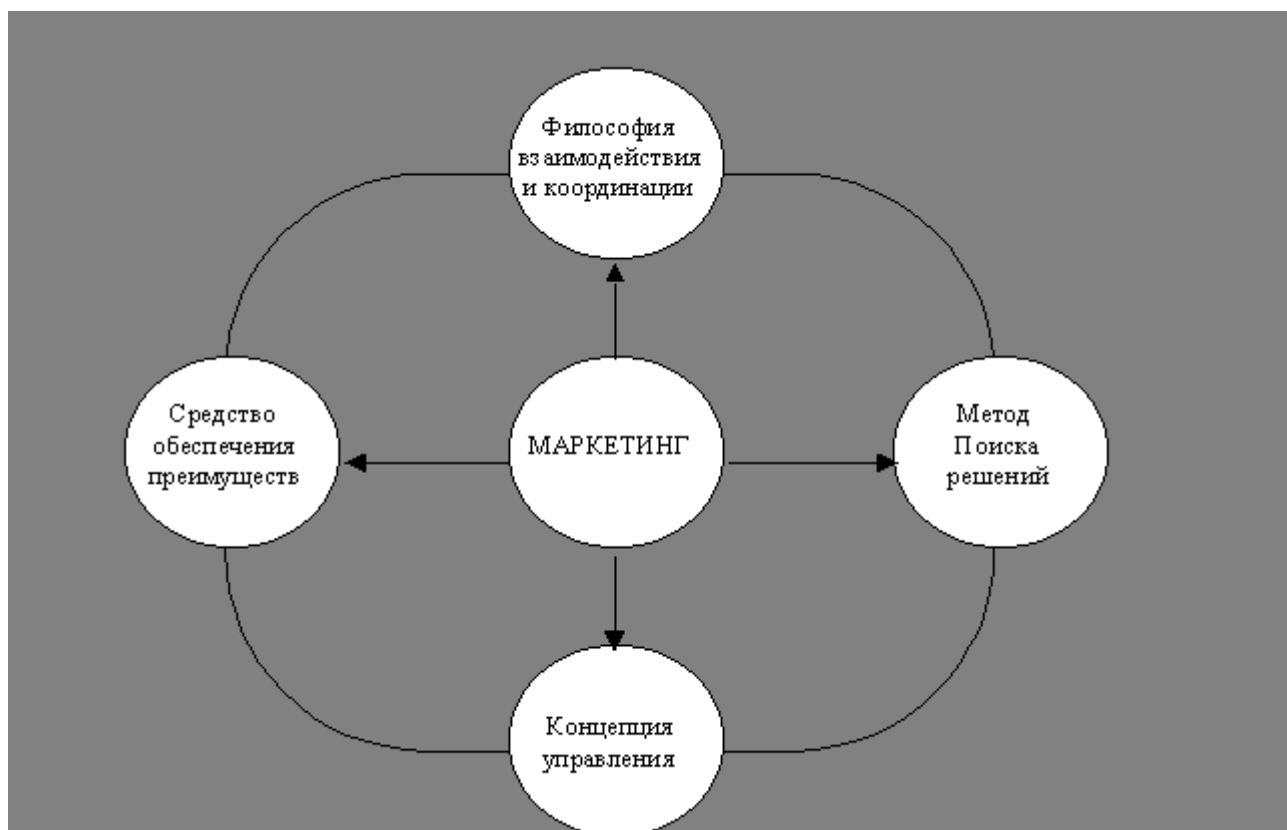 Философия
взаимодействия
и координации
Средство
обеспечения
преимуществ
МАРКЕТИНГ
Метод
Поиска
решений
Концепция
управления